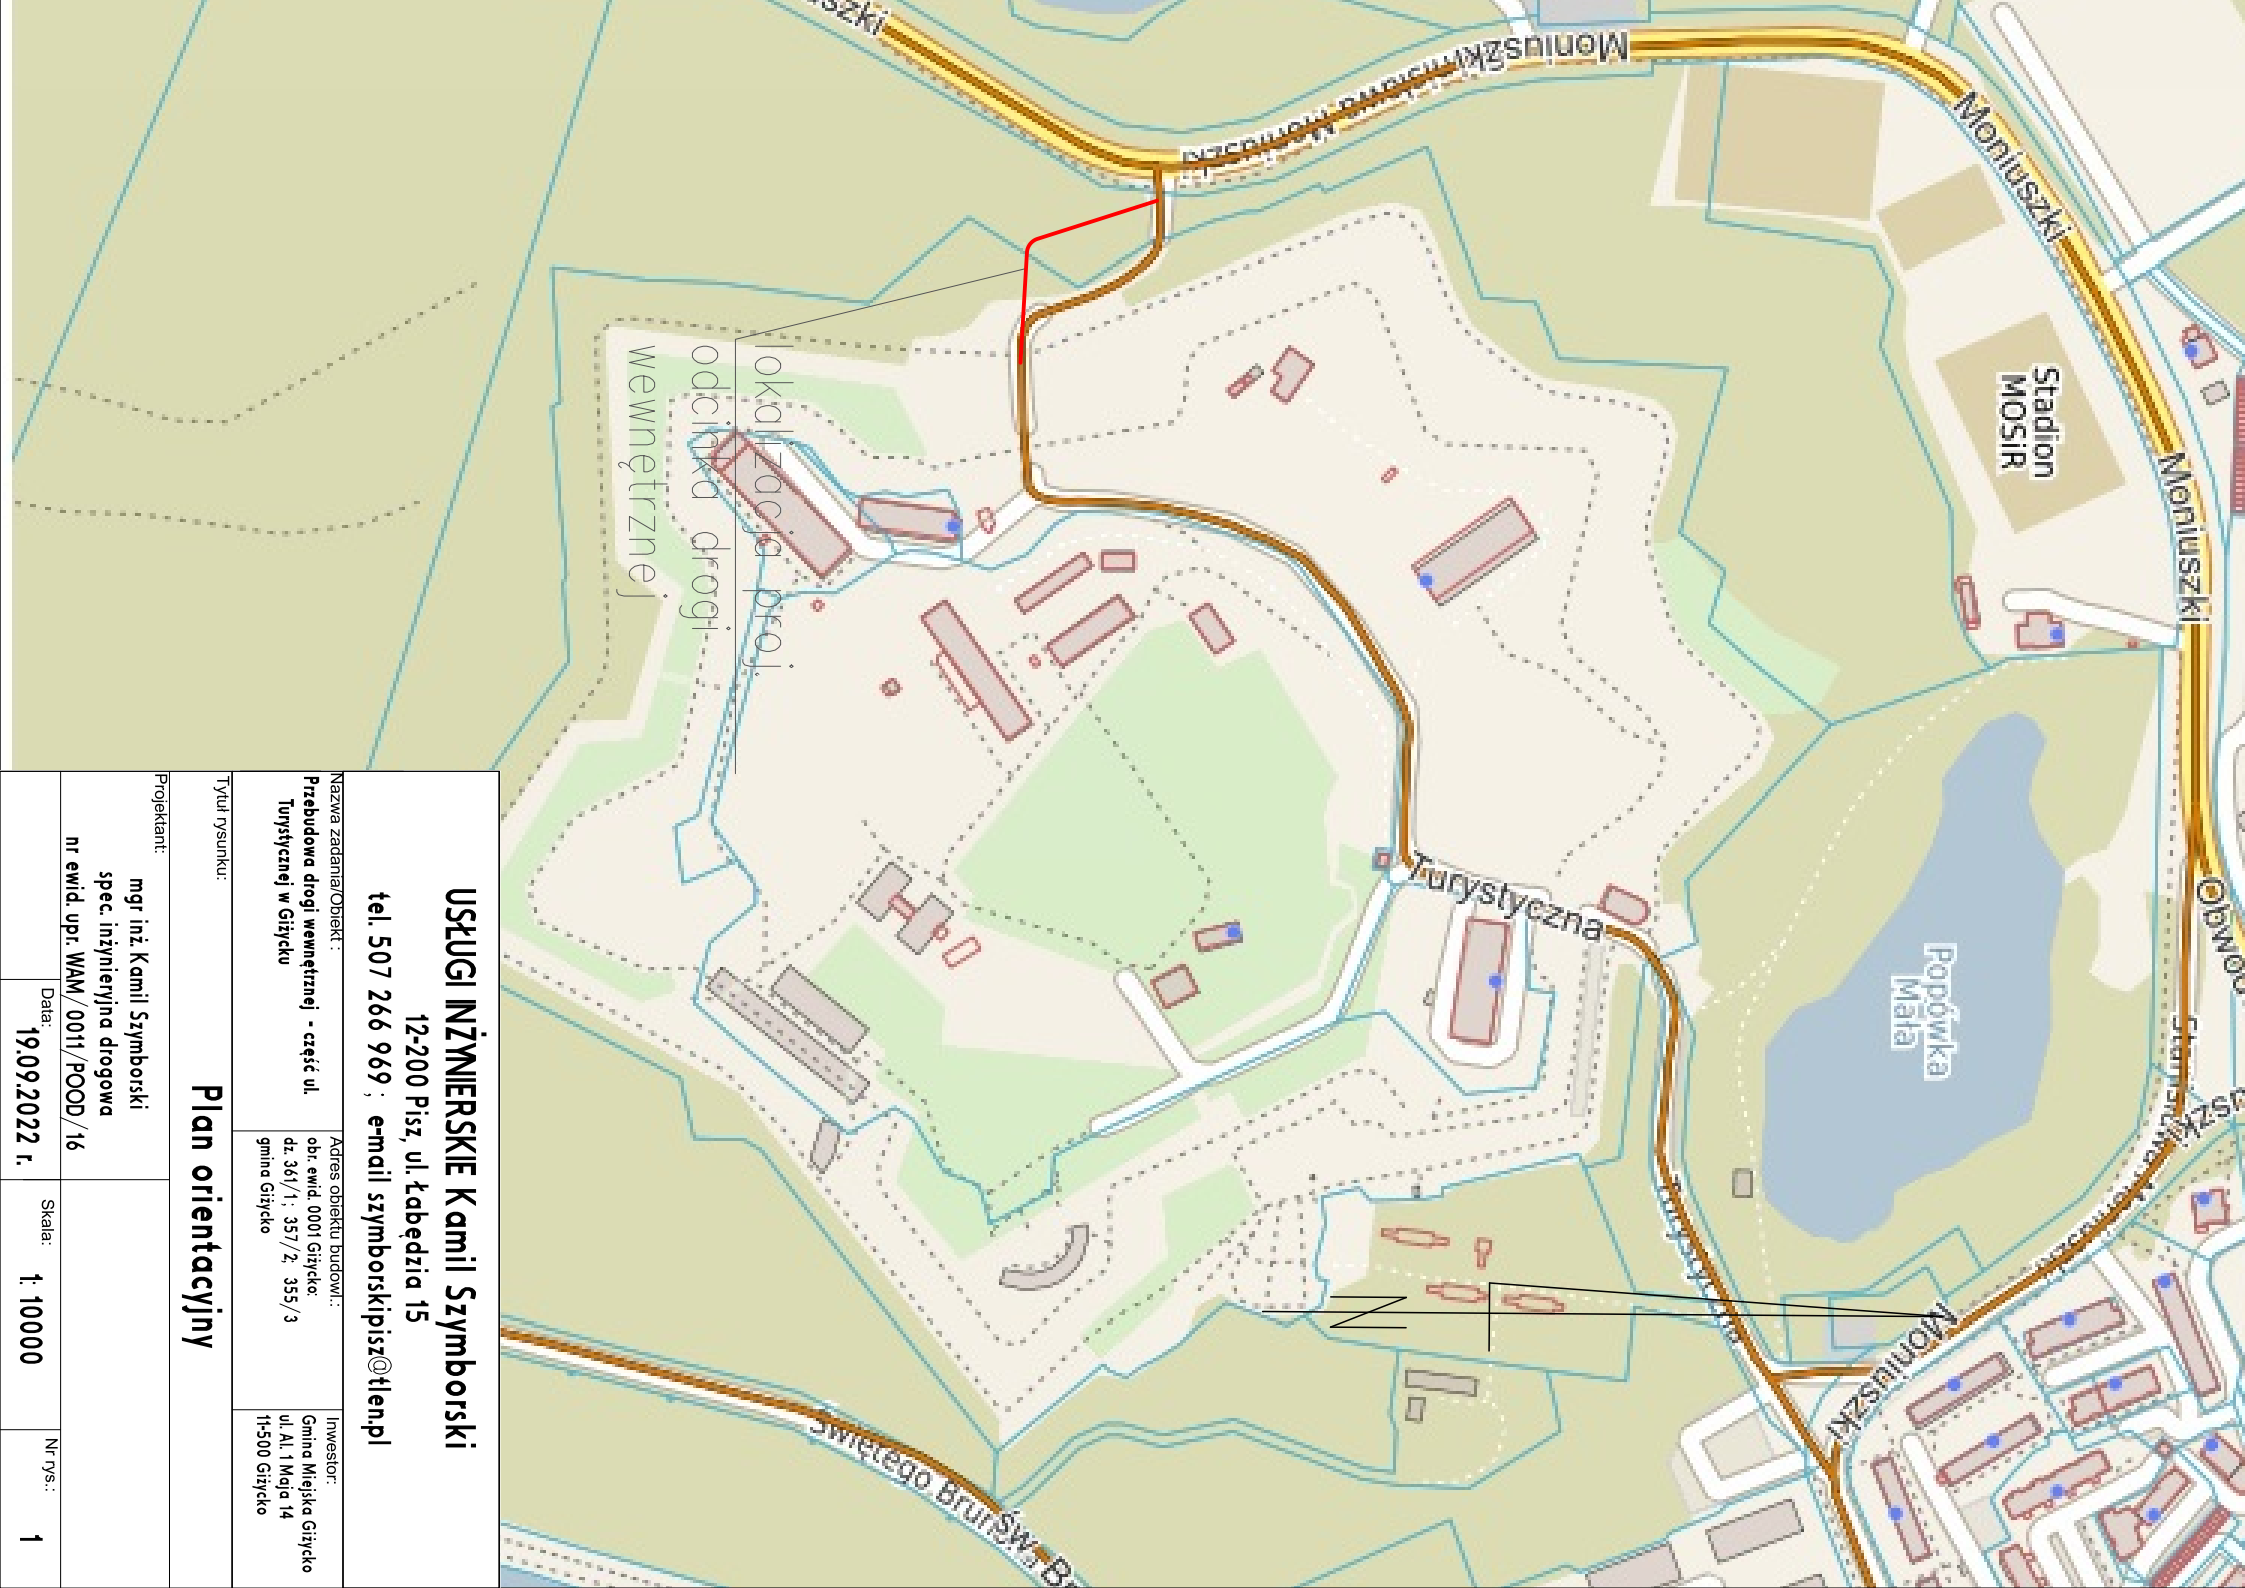 Moniuszki
Moniuszki
Moniuszki
Moniuszki
Stadion
MOSiR
Popówka
Mała
Turystyczna
Turystyczna
Moniuszki
Świętego Brunona
Św. Br
lokalizacja proj.
odcinka drogi
wewnętrznej
N
USŁUGI INŻYNIERSKIE Kamil Szymborski
12-200 Pisz, ul. Łabędzia 15
tel. 507 266 969 ; e-mail szymborskipisz@tlen.pl
Nazwa zadania/Obiekt :
Przebudowa drogi wewnętrznej - część ul.
Turystycznej w Giżycku
Adres obiektu budowl.:
obr. ewid. 0001 Giżycko:
dz. 361/1; 357/2; 355/3
gmina Giżycko
Inwestor:
Gmina Miejska Giżycko
ul. Al. 1 Maja 14
11-500 Giżycko
Tytuł rysunku:
Plan orientacyjny
Projektant:
mgr inż. Kamil Szymborski
spec. inżynieryjna drogowa
nr ewid. upr. WAM/0011/POOD/16
Data:
19.09.2022 r.
Skala:
1: 10000
Nr rys.:
1